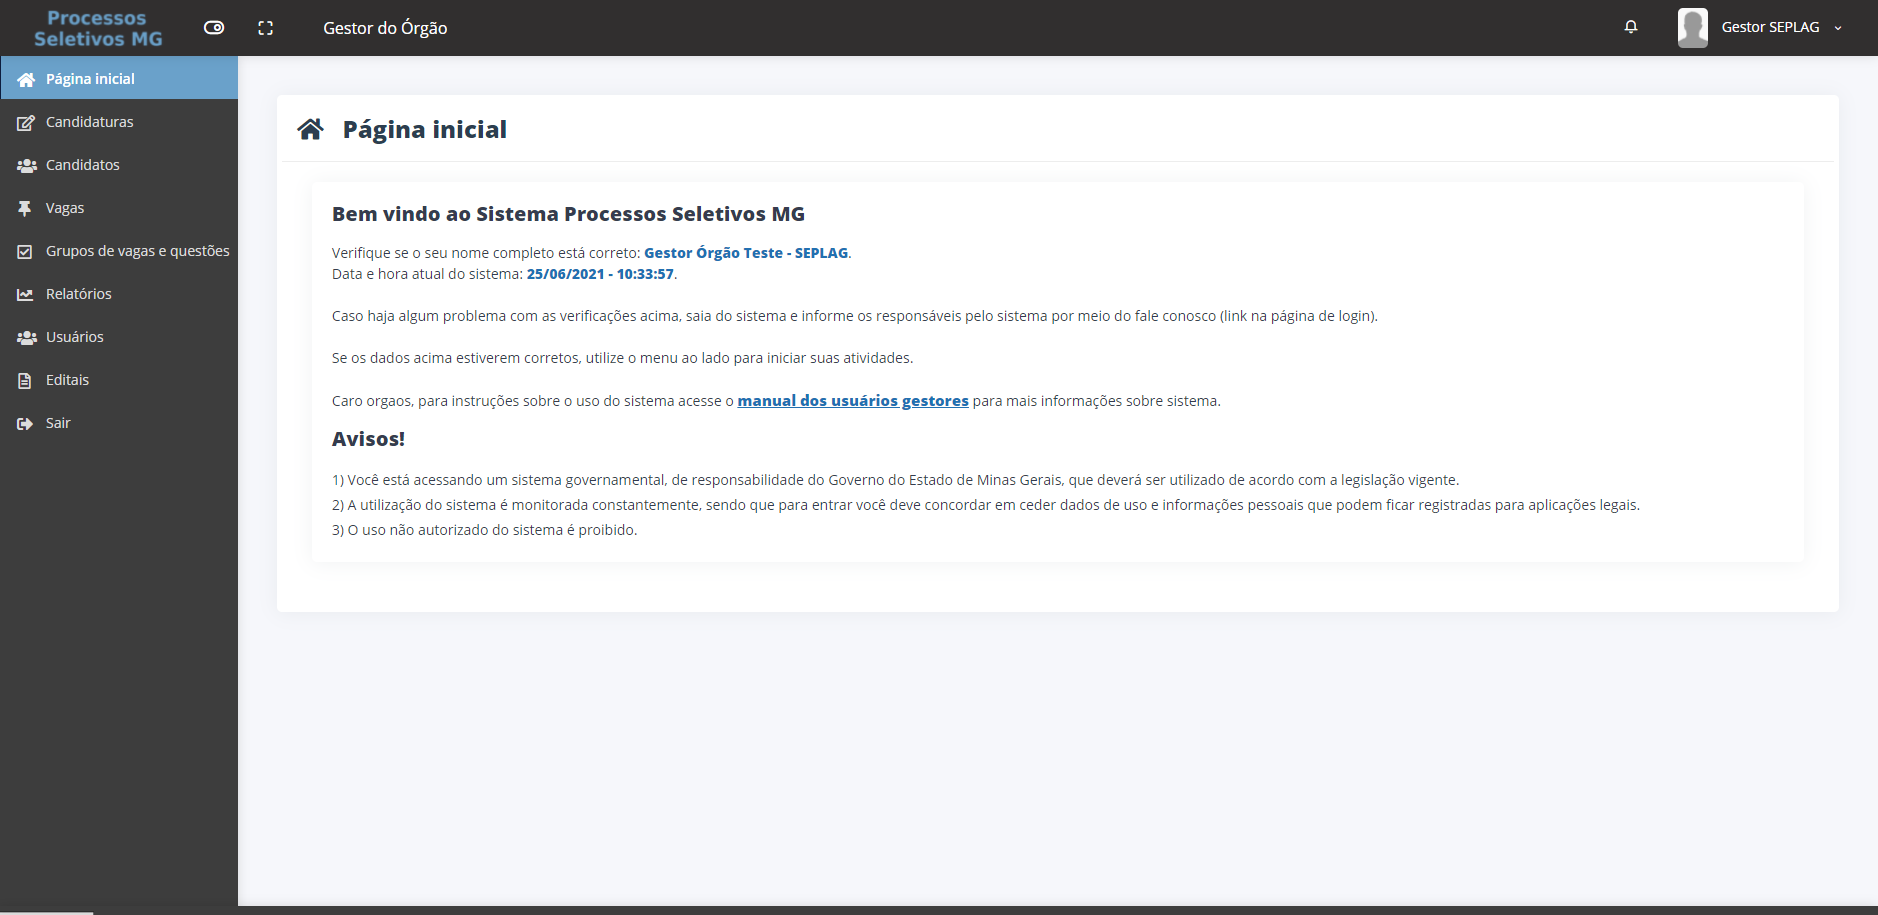 Processos
Seletivos MG
Gestor do Órgão
Gestor SEPLAG
Página inicial
Candidaturas
Candidatos
Vagas
Grupos de vagas e questões
Relatórios
Usuários
Editais
Sair
Página inicial
Bem vindo ao Sistema Processos Seletivos MG
Verifique se o seu nome completo está correto: Gestor Órgão Teste - SEPLAG.
Data e hora atual do sistema: 25/06/2021 - 10:33:57.
Caso haja algum problema com as verificações acima, saia do sistema e informe os responsáveis pelo sistema por meio do fale conosco (link na página de login).
Se os dados acima estiverem corretos, utilize o menu ao lado para iniciar suas atividades.
Caro orgaos, para instruções sobre o uso do sistema acesse o manual dos usuários gestores para mais informações sobre sistema.
Avisos!
1) Você está acessando um sistema governamental, de responsabilidade do Governo do Estado de Minas Gerais, que deverá ser utilizado de acordo com a legislação vigente.
2) A utilização do sistema é monitorada constantemente, sendo que para entrar você deve concordar em ceder dados de uso e informações pessoais que podem ficar registradas para aplicações legais.
3) O uso não autorizado do sistema é proibido.